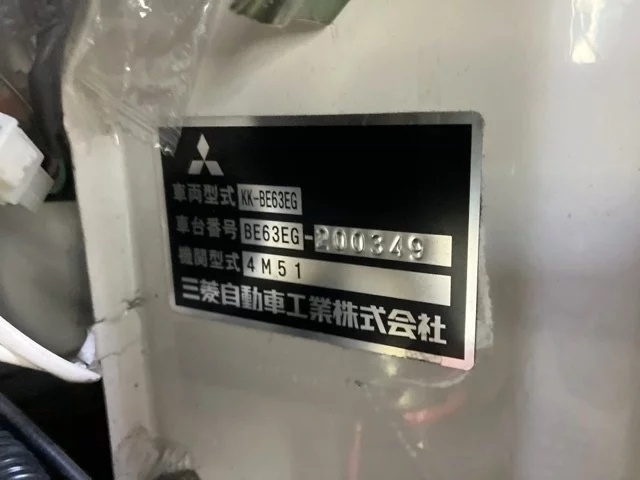 車両型式 KK-BE63EG
車台番号 BE63EG-200349
機関型式 4M51
三菱自動車工業株式会社